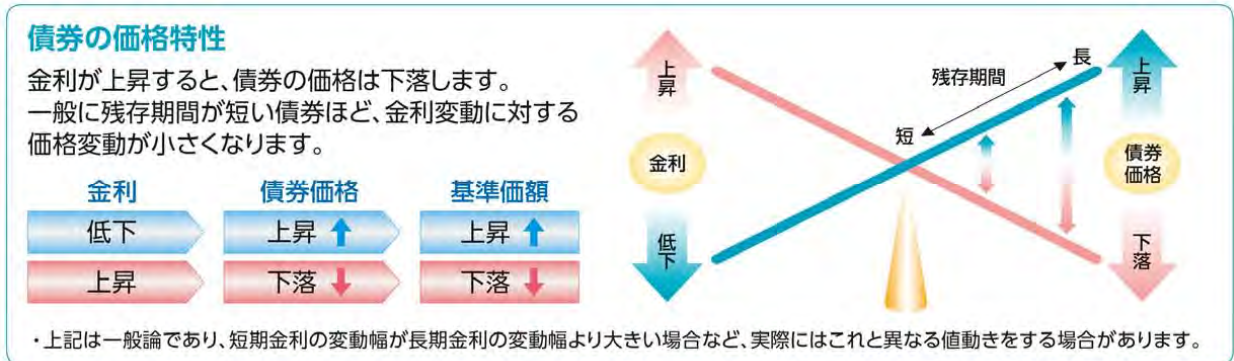 債券の価格特性
金利が上昇すると、債券の価格は下落します。
一般に残存期間が短い債券ほど、金利変動に対する
価格変動が小さくなります。
金利 債券価格 基準価額
低下 上昇 上昇
上昇 下落 下落
上昇
金利
低下
短
残存期間
長
上昇
債券
価格
下落
・上記は一般論であり、短期金利の変動幅が長期金利の変動幅より大きい場合など、実際にはこれと異なる値動きをする場合があります。